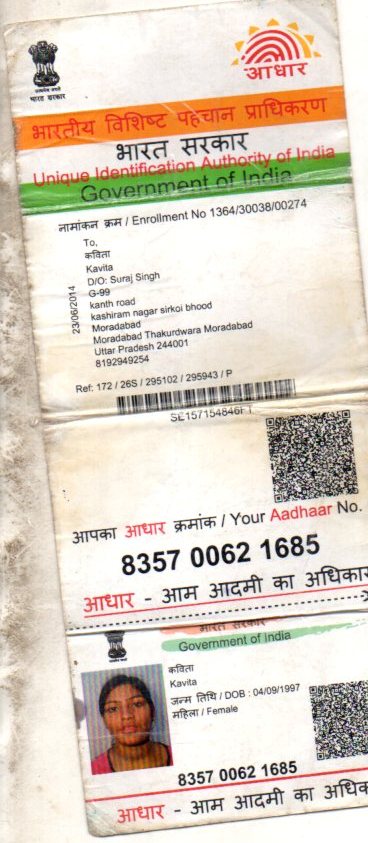 सत्यमेव जयते
भारत सरकार
आधार
भारतीय विशिष्ट पहचान प्राधिकरण
भारत सरकार
Unique Identification Authority of India
Government of India
नामांकन क्रम / Enrollment No 1364/30038/00274
To,
कविता
Kavita
D/O: Suraj Singh
G-99
kanth road
kashiram nagar sirkoi bhood
Moradabad
Moradabad Thakurdwara Moradabad
Uttar Pradesh 244001
8192949254
23/06/2014
Ref: 172 / 26S / 295102 / 295943 / P
आपका आधार क्रमांक / Your Aadhaar No.
8357 0062 1685
आधार - आम आदमी का अधिकार
भारत सरकार
Government of India
कविता
Kavita
जन्म तिथि / DOB : 04/09/1997
महिला / Female
8357 0062 1685
आधार - आम आदमी का